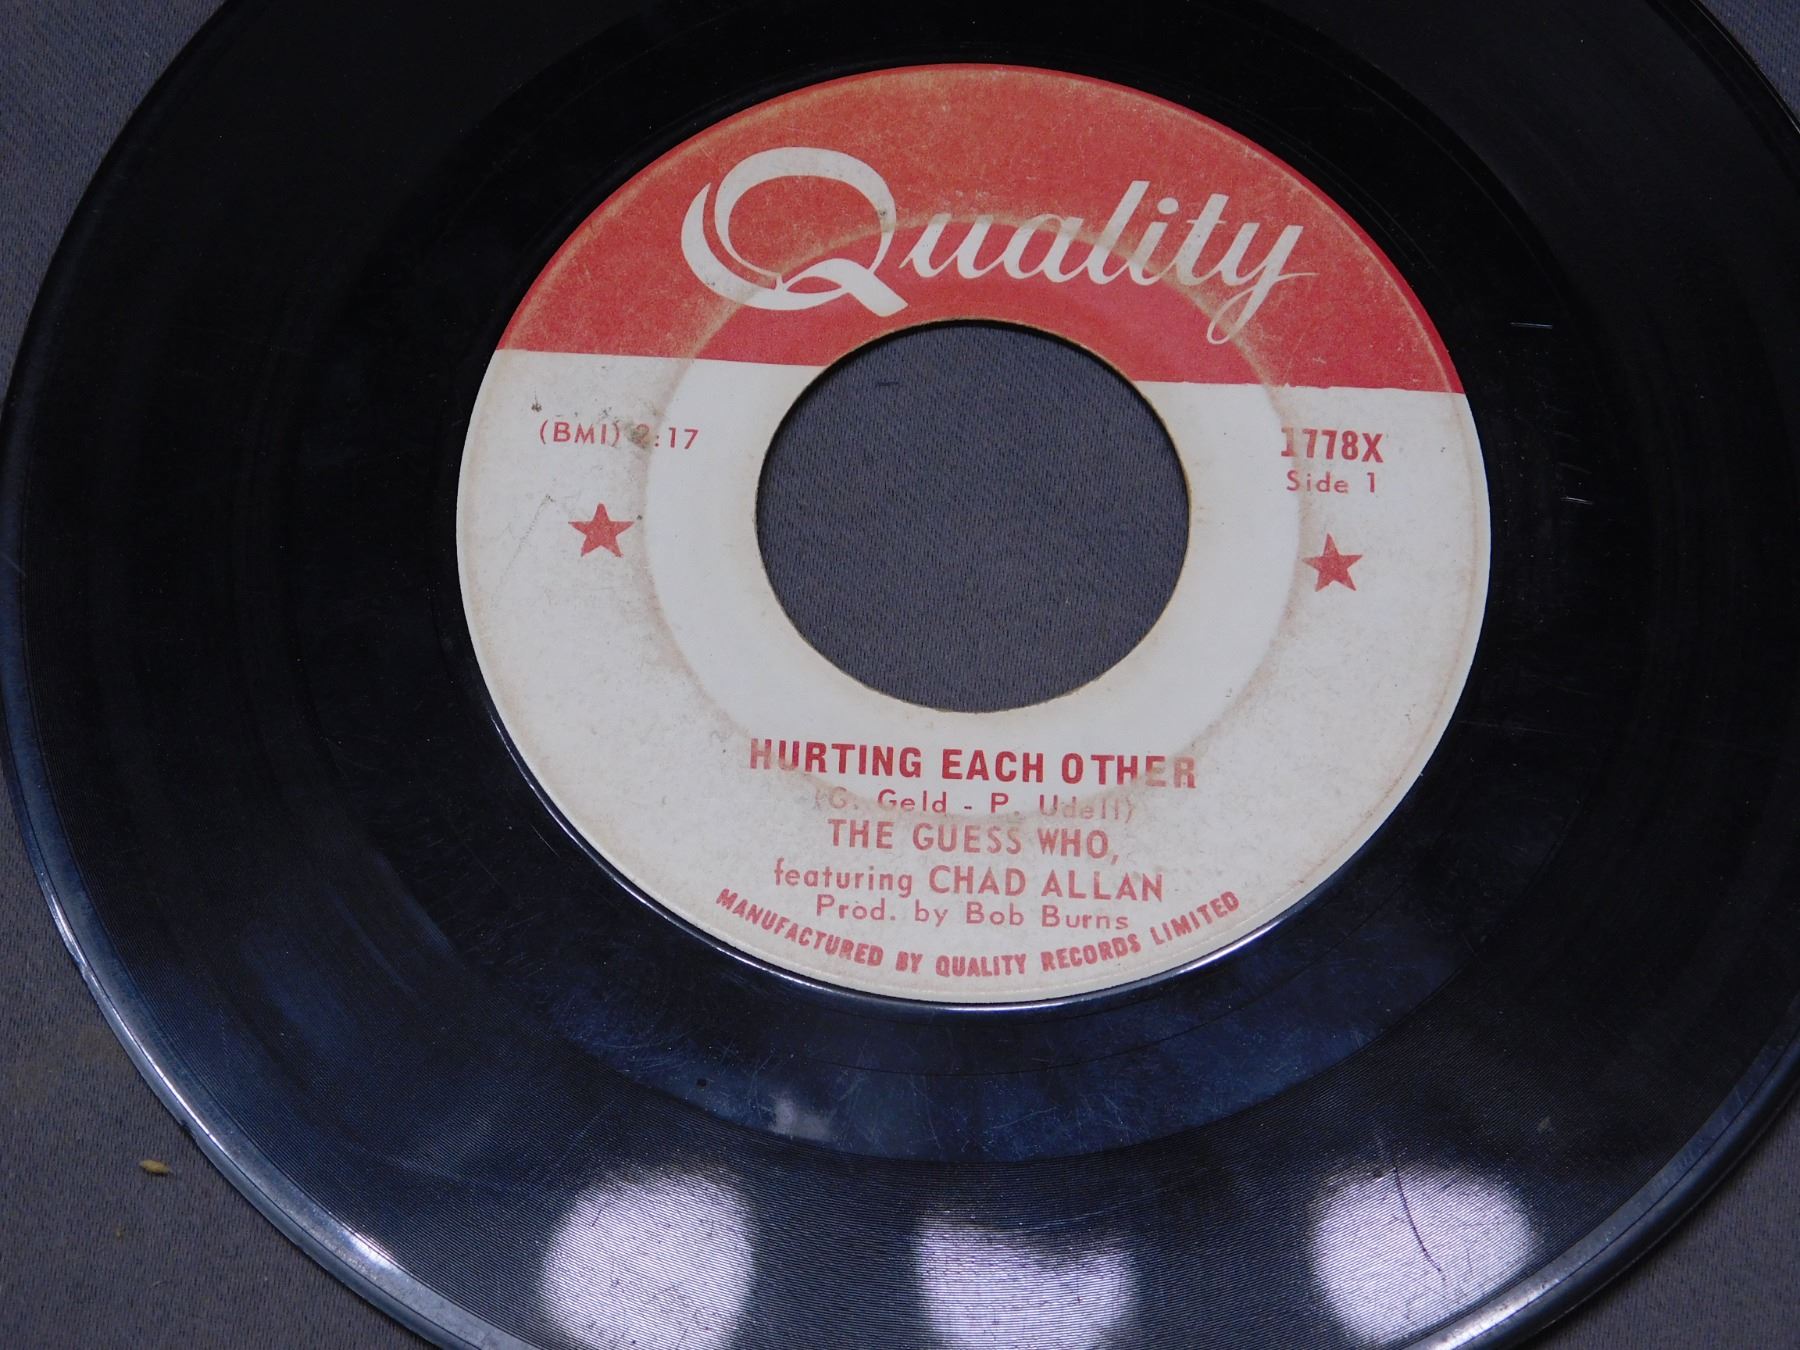 Quality
(BMI) 2:17
1778X
Side 1
HURTING EACH OTHER
(G. Geld - P. Udell)
THE GUESS WHO,
featuring CHAD ALLAN
Prod. by Bob Burns
MANUFACTURED BY QUALITY RECORDS LIMITED